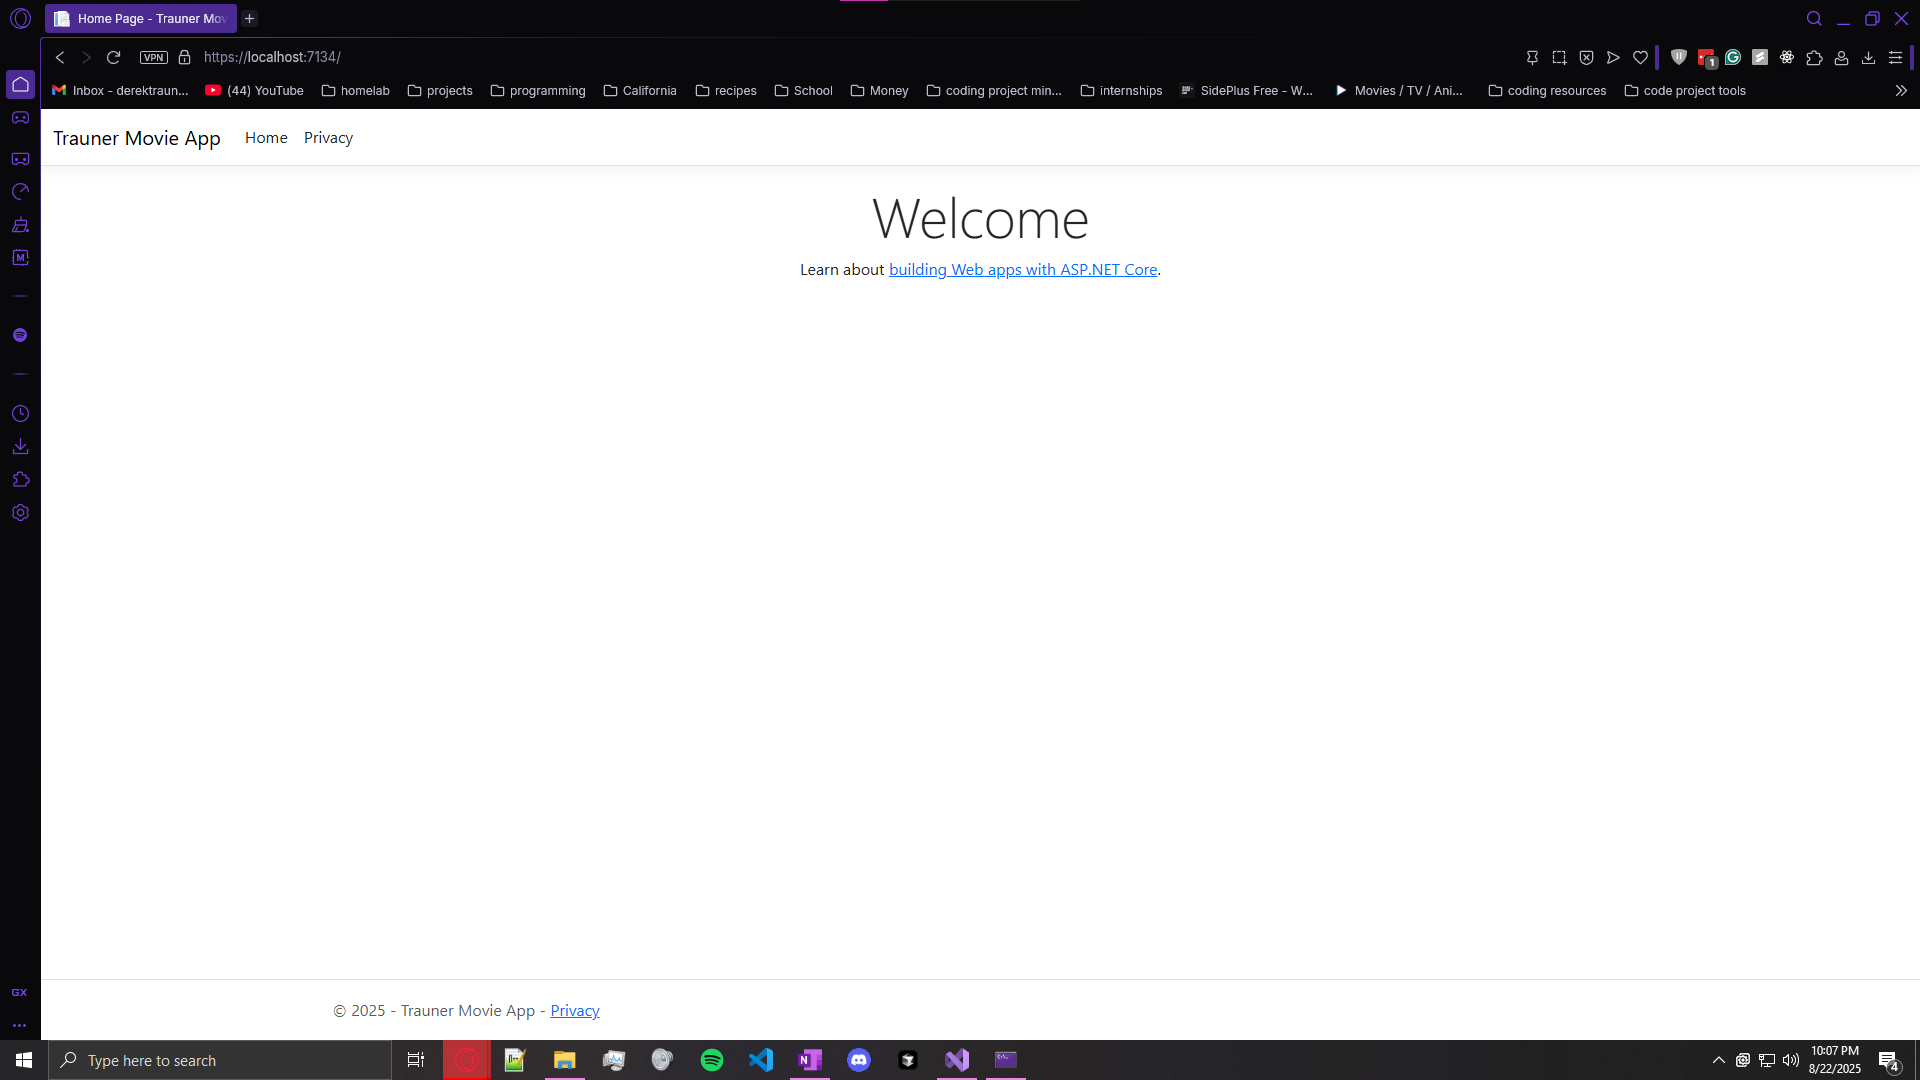 Home Page - Trauner Mov
VPN
https://localhost:7134/
1
Inbox - derektraun...
(44) YouTube
homelab
projects
programming
California
recipes
School
Money
coding project min...
internships
SidePlus Free - W...
Movies / TV / Ani...
coding resources
code project tools
Trauner Movie App
Home
Privacy
Welcome
Learn about building Web apps with ASP.NET Core.
M
GX
© 2025 - Trauner Movie App - Privacy
Type here to search
N
10:07 PM
8/22/2025
4